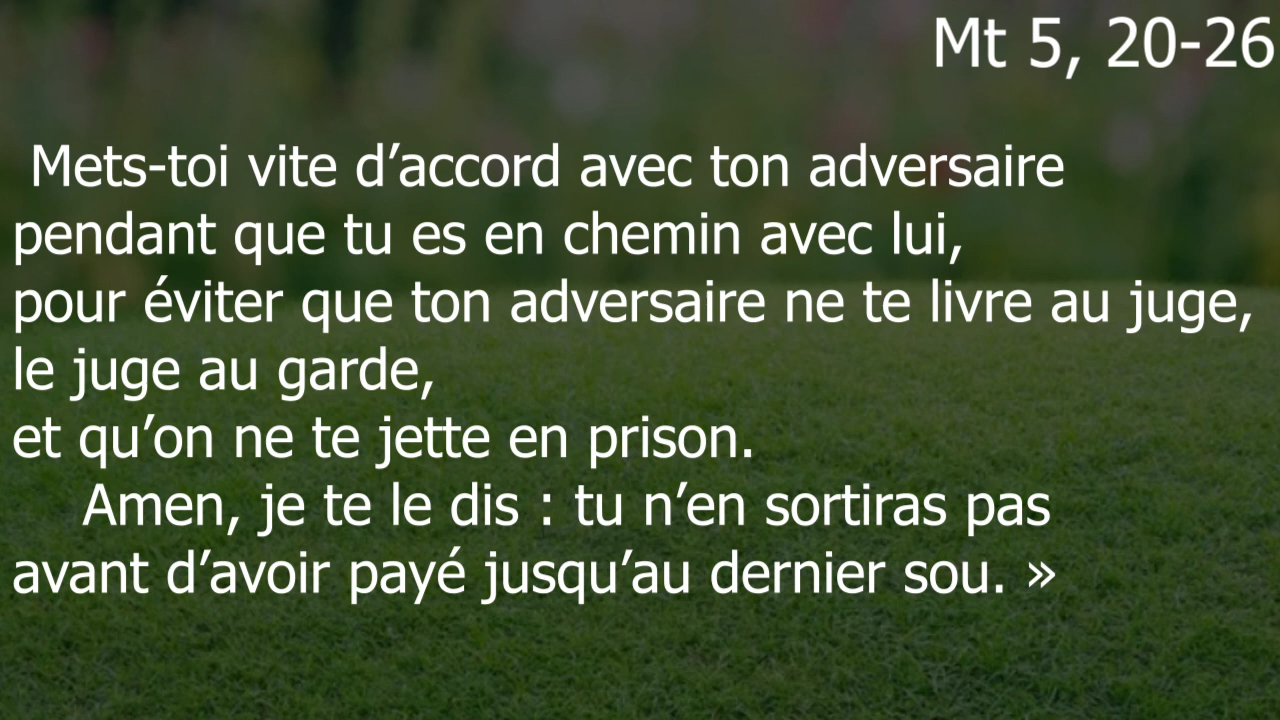 Mt 5, 20-26
Mets-toi vite d’accord avec ton adversaire
pendant que tu es en chemin avec lui,
pour éviter que ton adversaire ne te livre au juge,
le juge au garde,
et qu’on ne te jette en prison.
Amen, je te le dis : tu n’en sortiras pas
avant d’avoir payé jusqu’au dernier sou. »